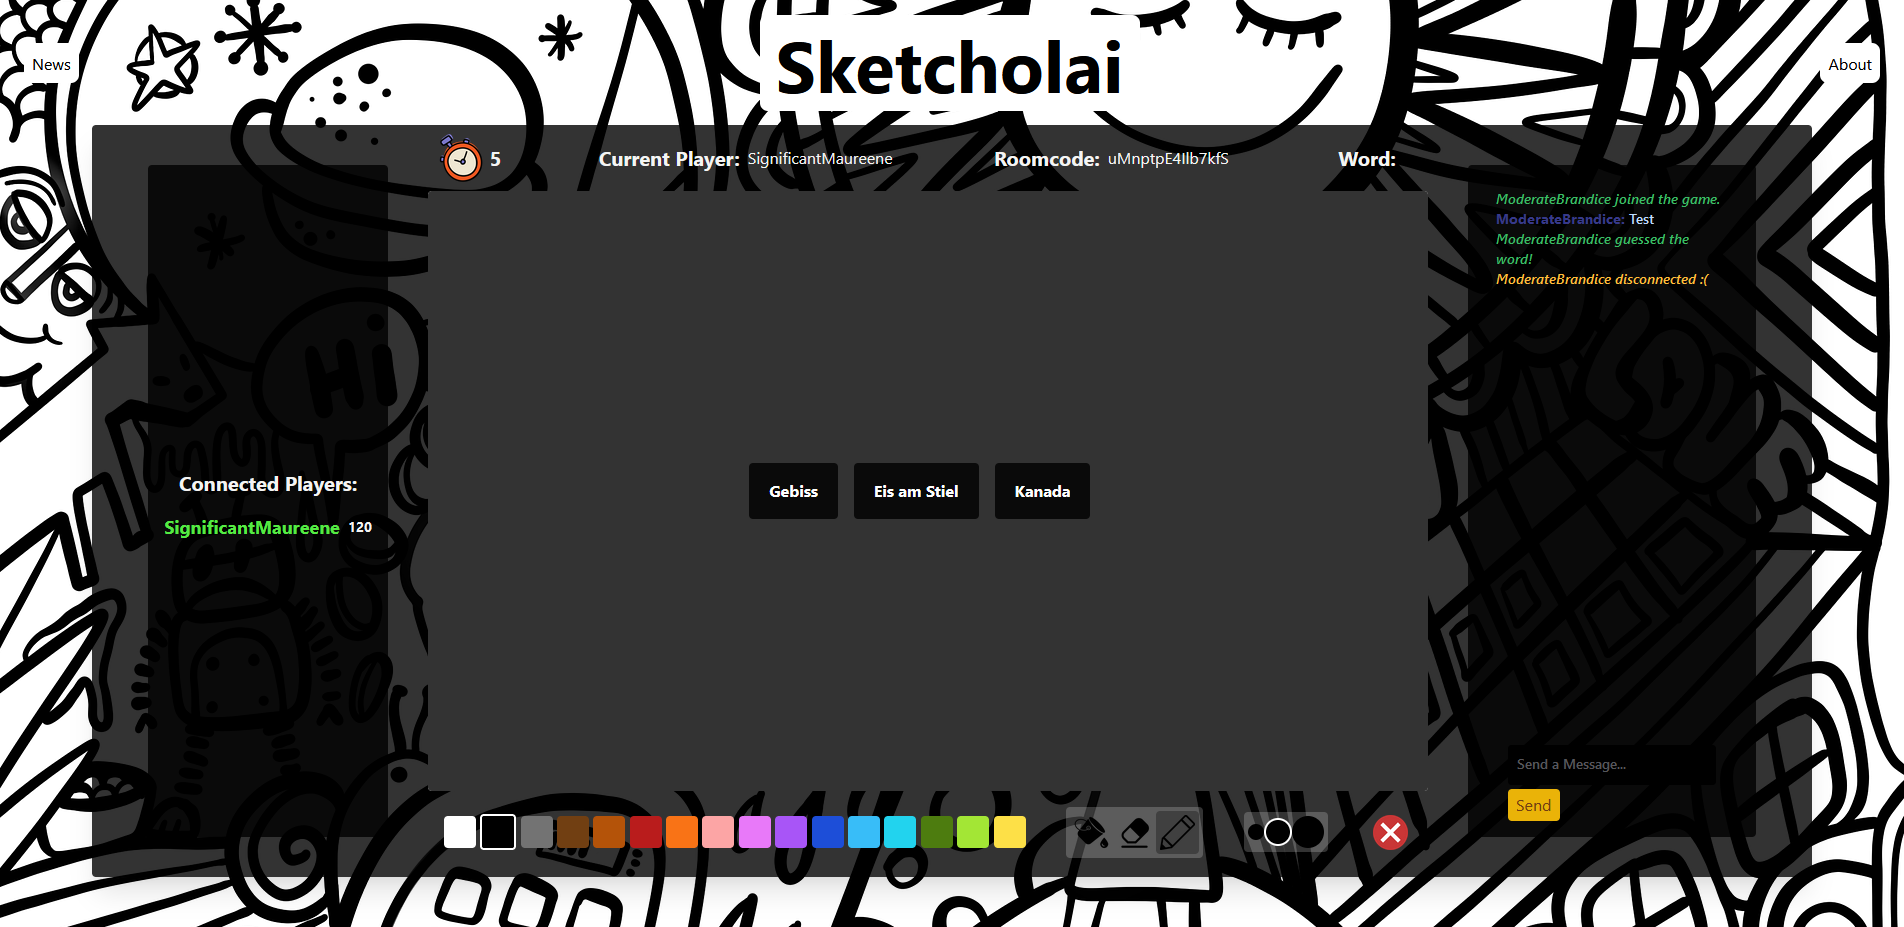 News
Sketcholai
About
5
Current Player: SignificantMaureene
Roomcode: uMnptpE4Ilb7kfS
Word:
Hi
Connected Players:
SignificantMaureene 120
Gebiss
Eis am Stiel
Kanada
ModerateBrandice joined the game.
ModerateBrandice: Test
ModerateBrandice guessed the
word!
ModerateBrandice disconnected :(
Send a Message...
Send